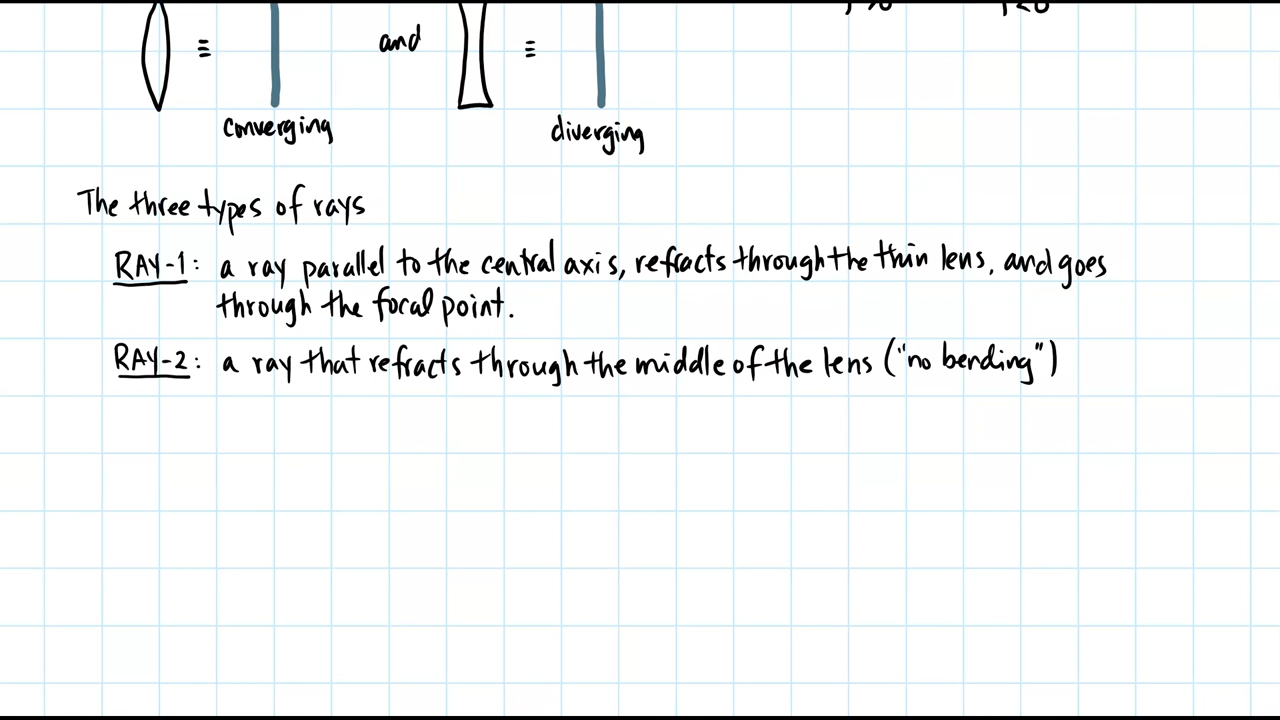 ≡ and ≡
converging diverging
The three types of rays
RAY-1: a ray parallel to the central axis, refracts through the thin lens, and goes
through the focal point.
RAY-2: a ray that refracts through the middle of the lens ("no bending")